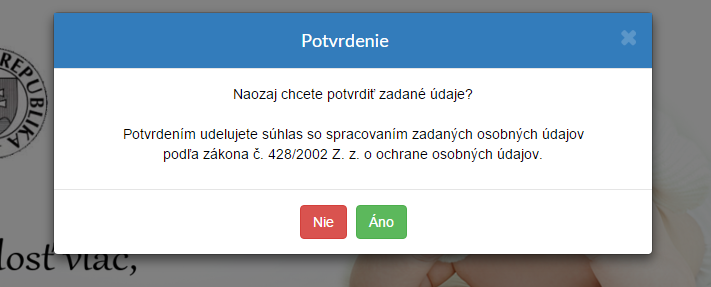 Potvrdenie
Naozaj chcete potvrdiť zadané údaje?
Potvrdením udelujete súhlas so spracovaním zadaných osobných údajov
podľa zákona č. 428/2002 Z. z. o ochrane osobných údajov.
Nie Áno
REPUBLIKA
viac,